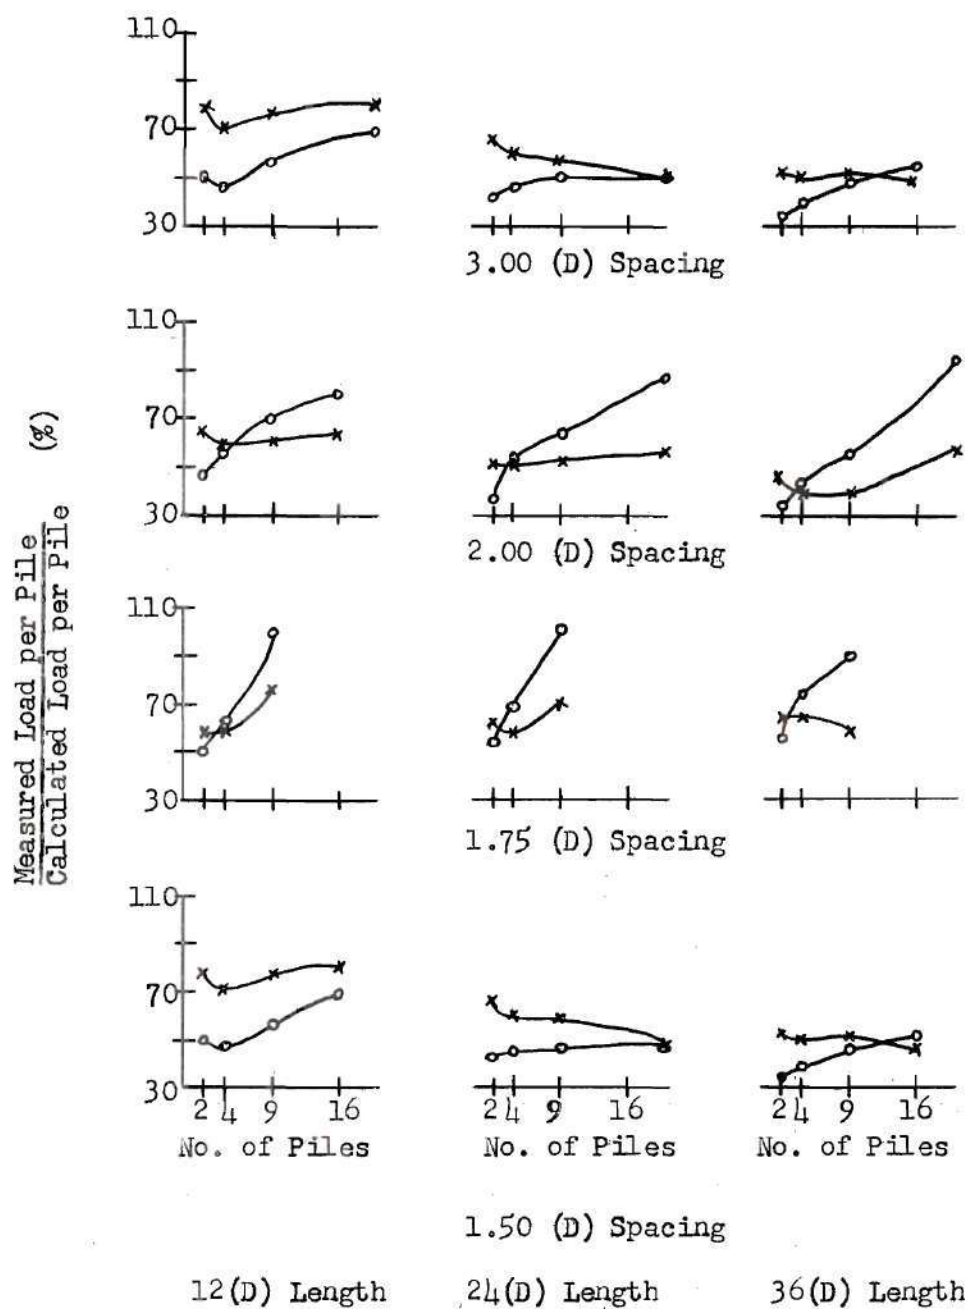 110
70
30
3.00 (D) Spacing
110
70
30
2.00 (D) Spacing
Measured Load per Pile
Calculated Load per Pile
(%)
110
70
30
1.75 (D) Spacing
110
70
30
2 4 9 16
2 4 9 16
2 4 9 16
No. of Piles
No. of Piles
No. of Piles
1.50 (D) Spacing
12(D) Length
24(D) Length
36(D) Length